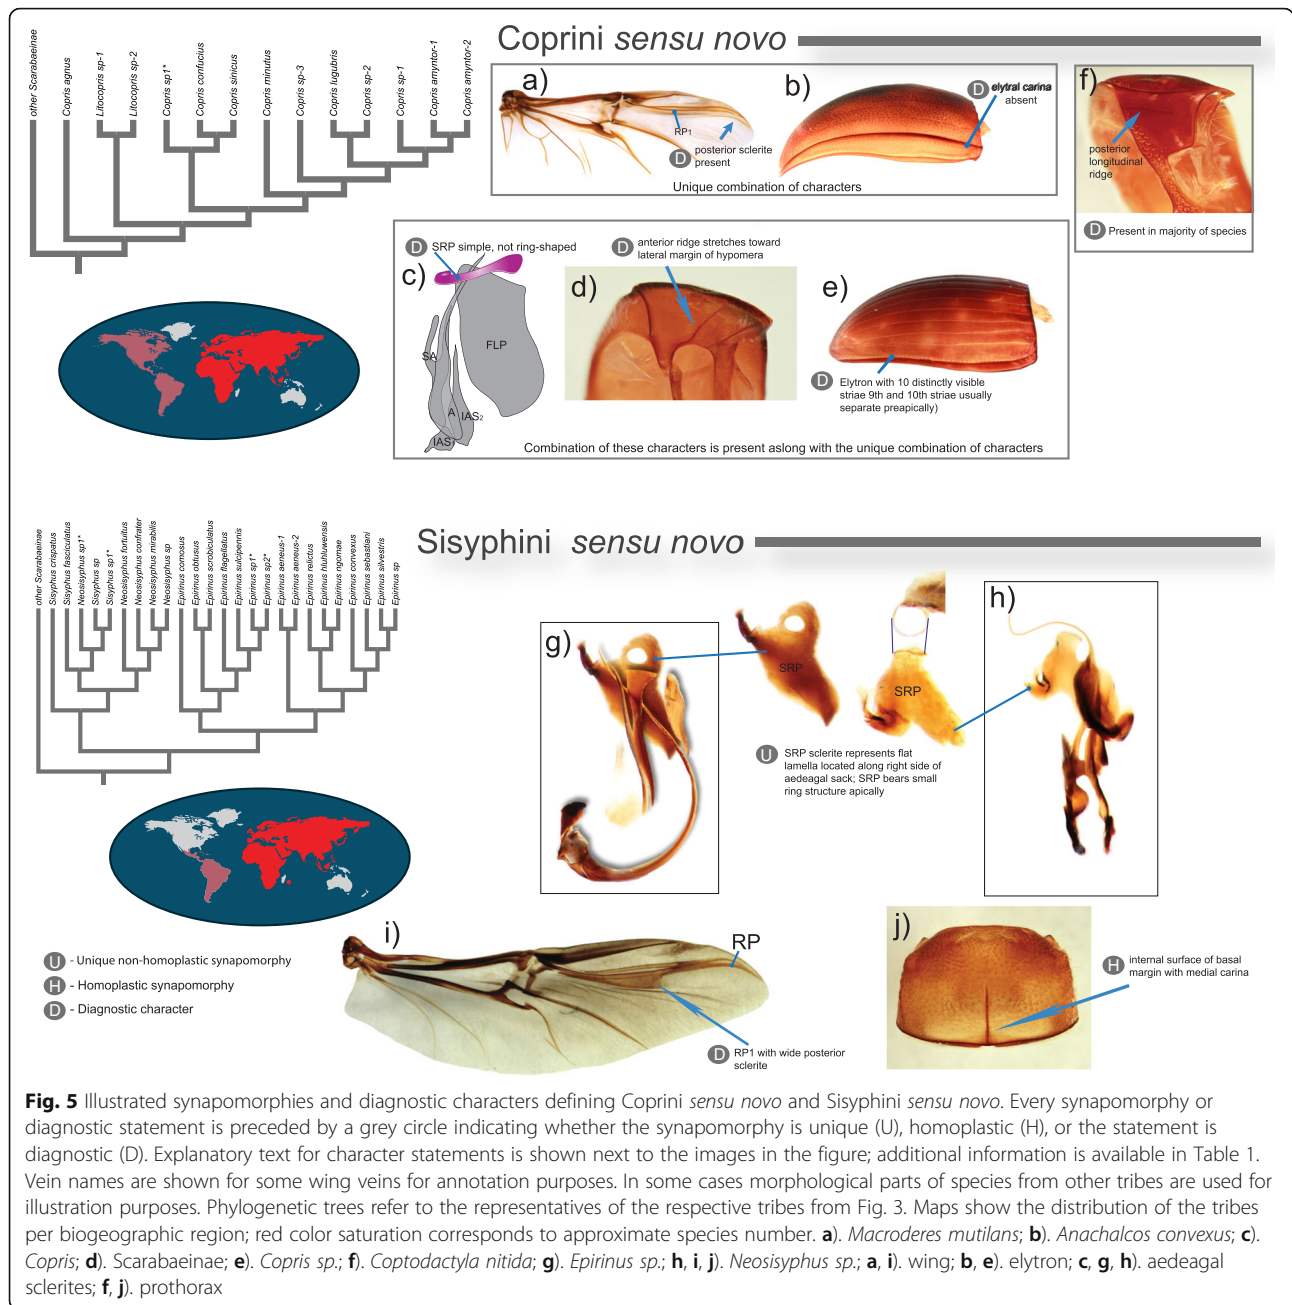 Coprini sensu novo
other Scarabaeinae
Copris agnus
Litocopris sp-1
Litocopris sp-2
Copris sp1*
Copris confucius
Copris sinicus
Copris minutus
Copris sp-3
Copris lugubris
Copris sp-2
Copris sp-1
Copris amyntor-1
Copris amyntor-2
a)
RP1
D posterior sclerite
present
b)
D elytral carina
absent
Unique combination of characters
f)
posterior
longitudinal
ridge
D Present in majority of species
c)
D SRP simple, not ring-shaped
SA
FLP
A
IAS2
IAS1
D anterior ridge stretches toward
lateral margin of hypomera
d)
e)
D Elytron with 10 distinctly visible
striae 9th and 10th striae usually
separate preapically)
Combination of these characters is present aslong with the unique combination of characters
Sisyphini sensu novo
other Scarabaeinae
Sisyphus crispatus
Sisyphus fasciculatus
Neosisyphus sp1*
Sisyphus sp
Sisyphus sp1*
Neosisyphus fortuitus
Neosisyphus confrater
Neosisyphus mirabilis
Neosisyphus sp
Epirinus comosus
Epirinus obtusus
Epirinus scrobiculatus
Epirinus flagellatus
Epirinus sulcipennis
Epirinus sp1*
Epirinus sp2*
Epirinus aeneus-1
Epirinus aeneus-2
Epirinus relictus
Epirinus hluhluwensis
Epirinus ngomae
Epirinus convexus
Epirinus sebastiani
Epirinus silvestris
Epirinus sp
g)
SRP
SRP
h)
U SRP sclerite represents flat
lamella located along right side of
aedeagal sack; SRP bears small
ring structure apically
U - Unique non-homoplastic synapomorphy
H - Homoplastic synapomorphy
D - Diagnostic character
i)
RP
D RP1 with wide posterior
sclerite
j)
H internal surface of basal
margin with medial carina
Fig. 5 Illustrated synapomorphies and diagnostic characters defining Coprini sensu novo and Sisyphini sensu novo. Every synapomorphy or
diagnostic statement is preceded by a grey circle indicating whether the synapomorphy is unique (U), homoplastic (H), or the statement is
diagnostic (D). Explanatory text for character statements is shown next to the images in the figure; additional information is available in Table 1.
Vein names are shown for some wing veins for annotation purposes. In some cases morphological parts of species from other tribes are used for
illustration purposes. Phylogenetic trees refer to the representatives of the respective tribes from Fig. 3. Maps show the distribution of the tribes
per biogeographic region; red color saturation corresponds to approximate species number. a). Macroderes mutilans; b). Anachalcos convexus; c).
Copris; d). Scarabaeinae; e). Copris sp.; f). Coptodactyla nitida; g). Epirinus sp.; h, i, j). Neosisyphus sp.; a, i). wing; b, e). elytron; c, g, h). aedeagal
sclerites; f, j). prothorax